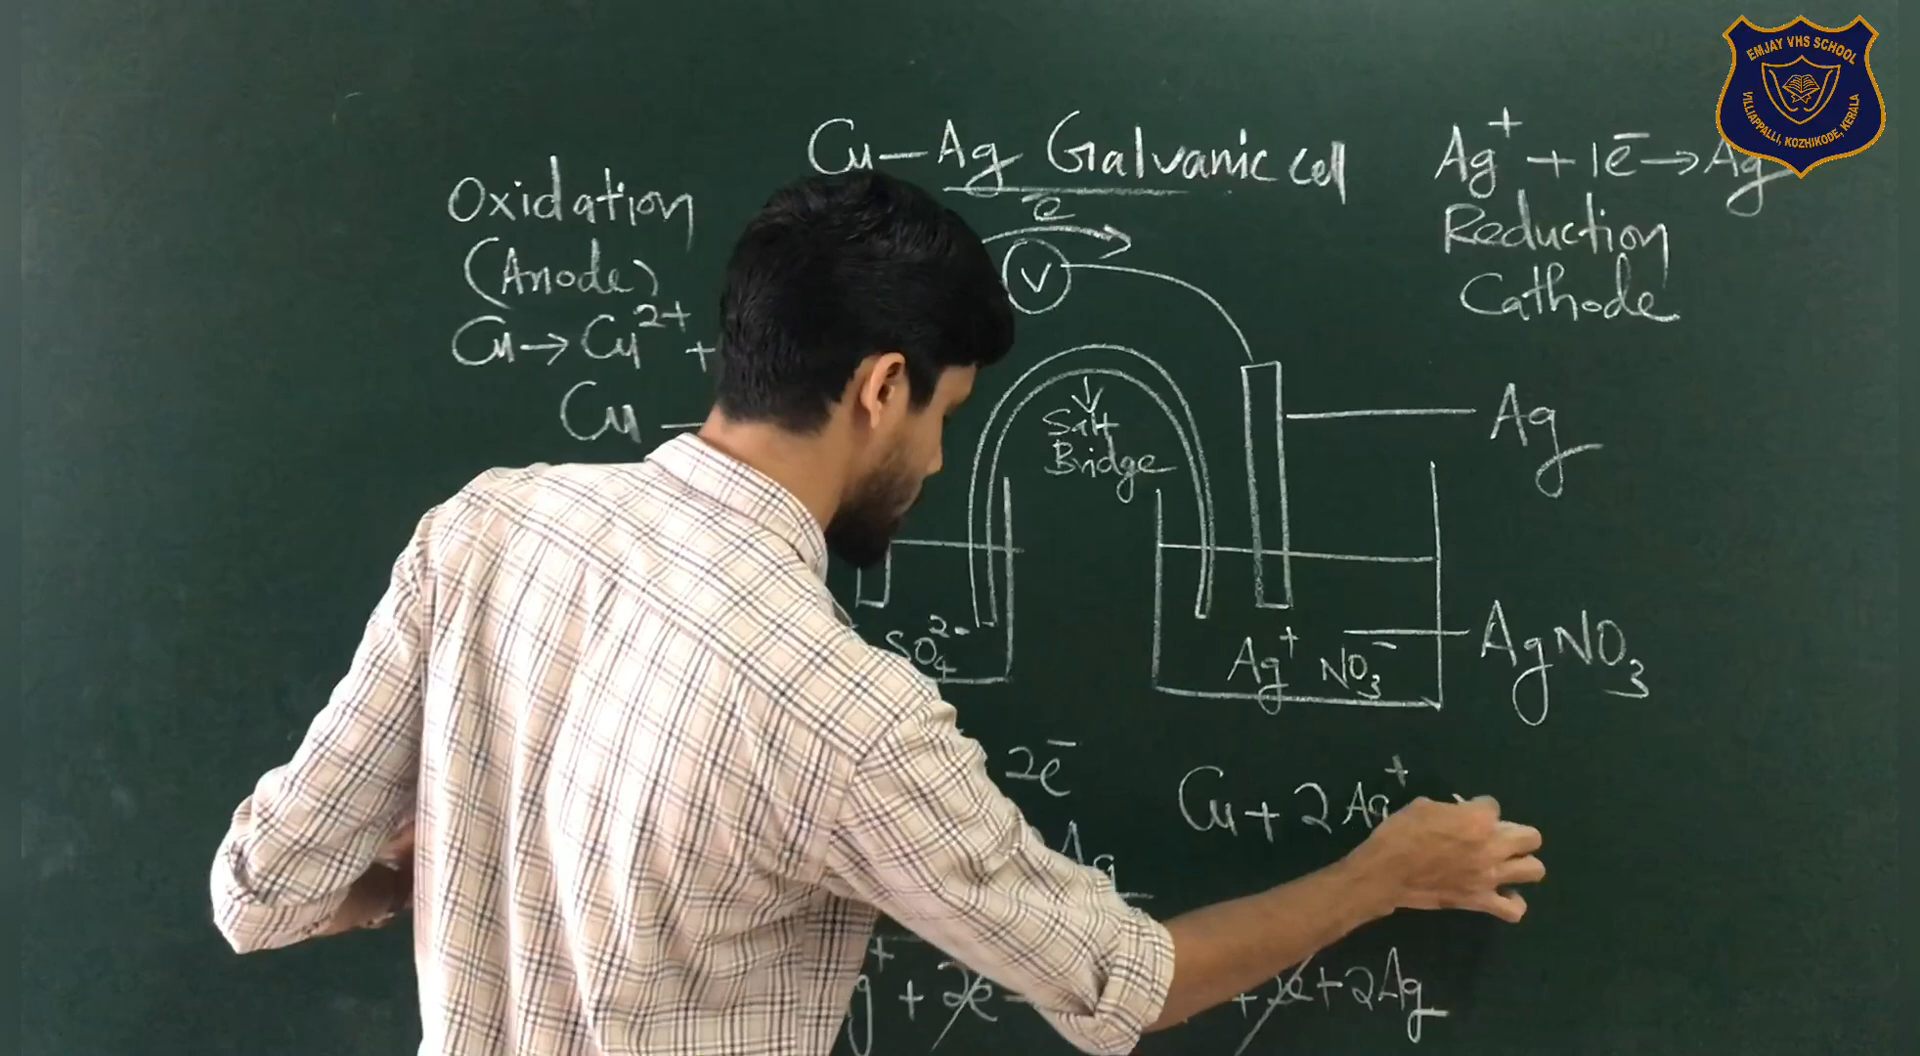 EMJAY VHS SCHOOL
VILLIAPPALLI, KOZHIKODE, KERALA
Cu — Ag Galvanic cell
Oxidation
(Anode)
Cu → Cu²⁺ +
Cu
e⁻
V
Ag⁺ + 1e⁻ → Ag
Reduction
Cathode
Salt
Bridge
Ag
SO₄²⁻
Ag⁺ NO₃⁻
AgNO₃
2e⁻
Ag
Cu + 2Ag⁺
+ 2e
+ 2e + 2Ag